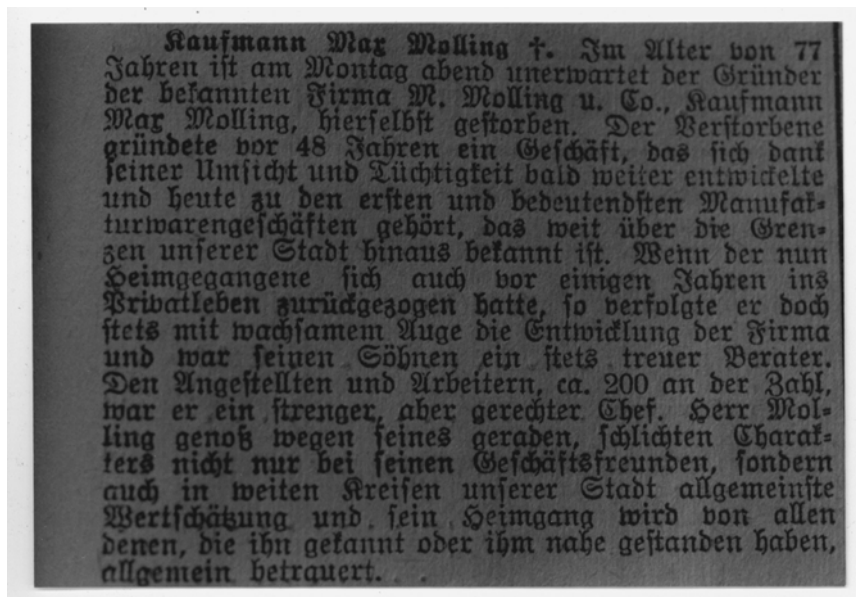 Kaufmann Max Molling †. Im Alter von 77
Jahren ist am Montag abend unerwartet der Gründer
der bekannten Firma M. Molling u. Co., Kaufmann
Max Molling, hierselbst gestorben. Der Verstorbene
gründete vor 48 Jahren ein Geschäft, das sich dank
seiner Umsicht und Tüchtigkeit bald weiter entwickelte
und heute zu den ersten und bedeutendsten Manufak-
turwarengeschäften gehört, das weit über die Gren-
zen unserer Stadt hinaus bekannt ist. Wenn der nun
Heimgegangene sich auch vor einigen Jahren ins
Privatleben zurückgezogen hatte, so verfolgte er doch
stets mit wachsamem Auge die Entwicklung der Firma
und war seinen Söhnen ein stets treuer Berater.
Den Angestellten und Arbeitern, ca. 200 an der Zahl,
war er ein strenger, aber gerechter Chef. Herr Mol-
ling genoß wegen seines geraden, schlichten Charak-
ters nicht nur bei seinen Geschäftsfreunden, sondern
auch in weiten Kreisen unserer Stadt allgemeinste
Wertschätzung und sein Heimgang wird von allen
denen, die ihn gekannt oder ihm nahe gestanden haben,
allgemein betrauert.